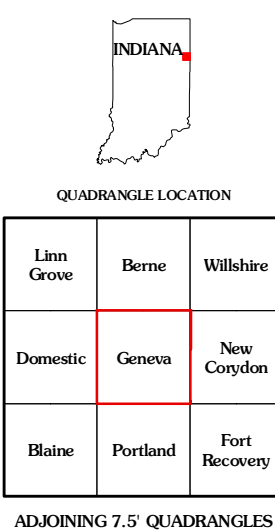 INDIANA
QUADRANGLE LOCATION
Linn
Grove
Berne
Willshire
Domestic
Geneva
New
Corydon
Blaine
Portland
Fort
Recovery
ADJOINING 7.5' QUADRANGLES